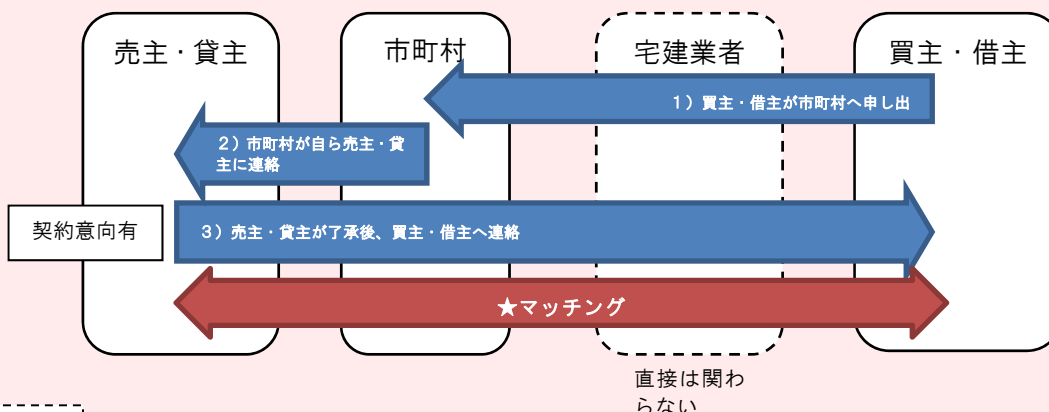 売主・貸主
市町村
宅建業者
買主・借主
1）買主・借主が市町村へ申し出
2）市町村が自ら売主・貸
主に連絡
契約意向有
3）売主・貸主が了承後、買主・借主へ連絡
★マッチング
直接は関わ
らない